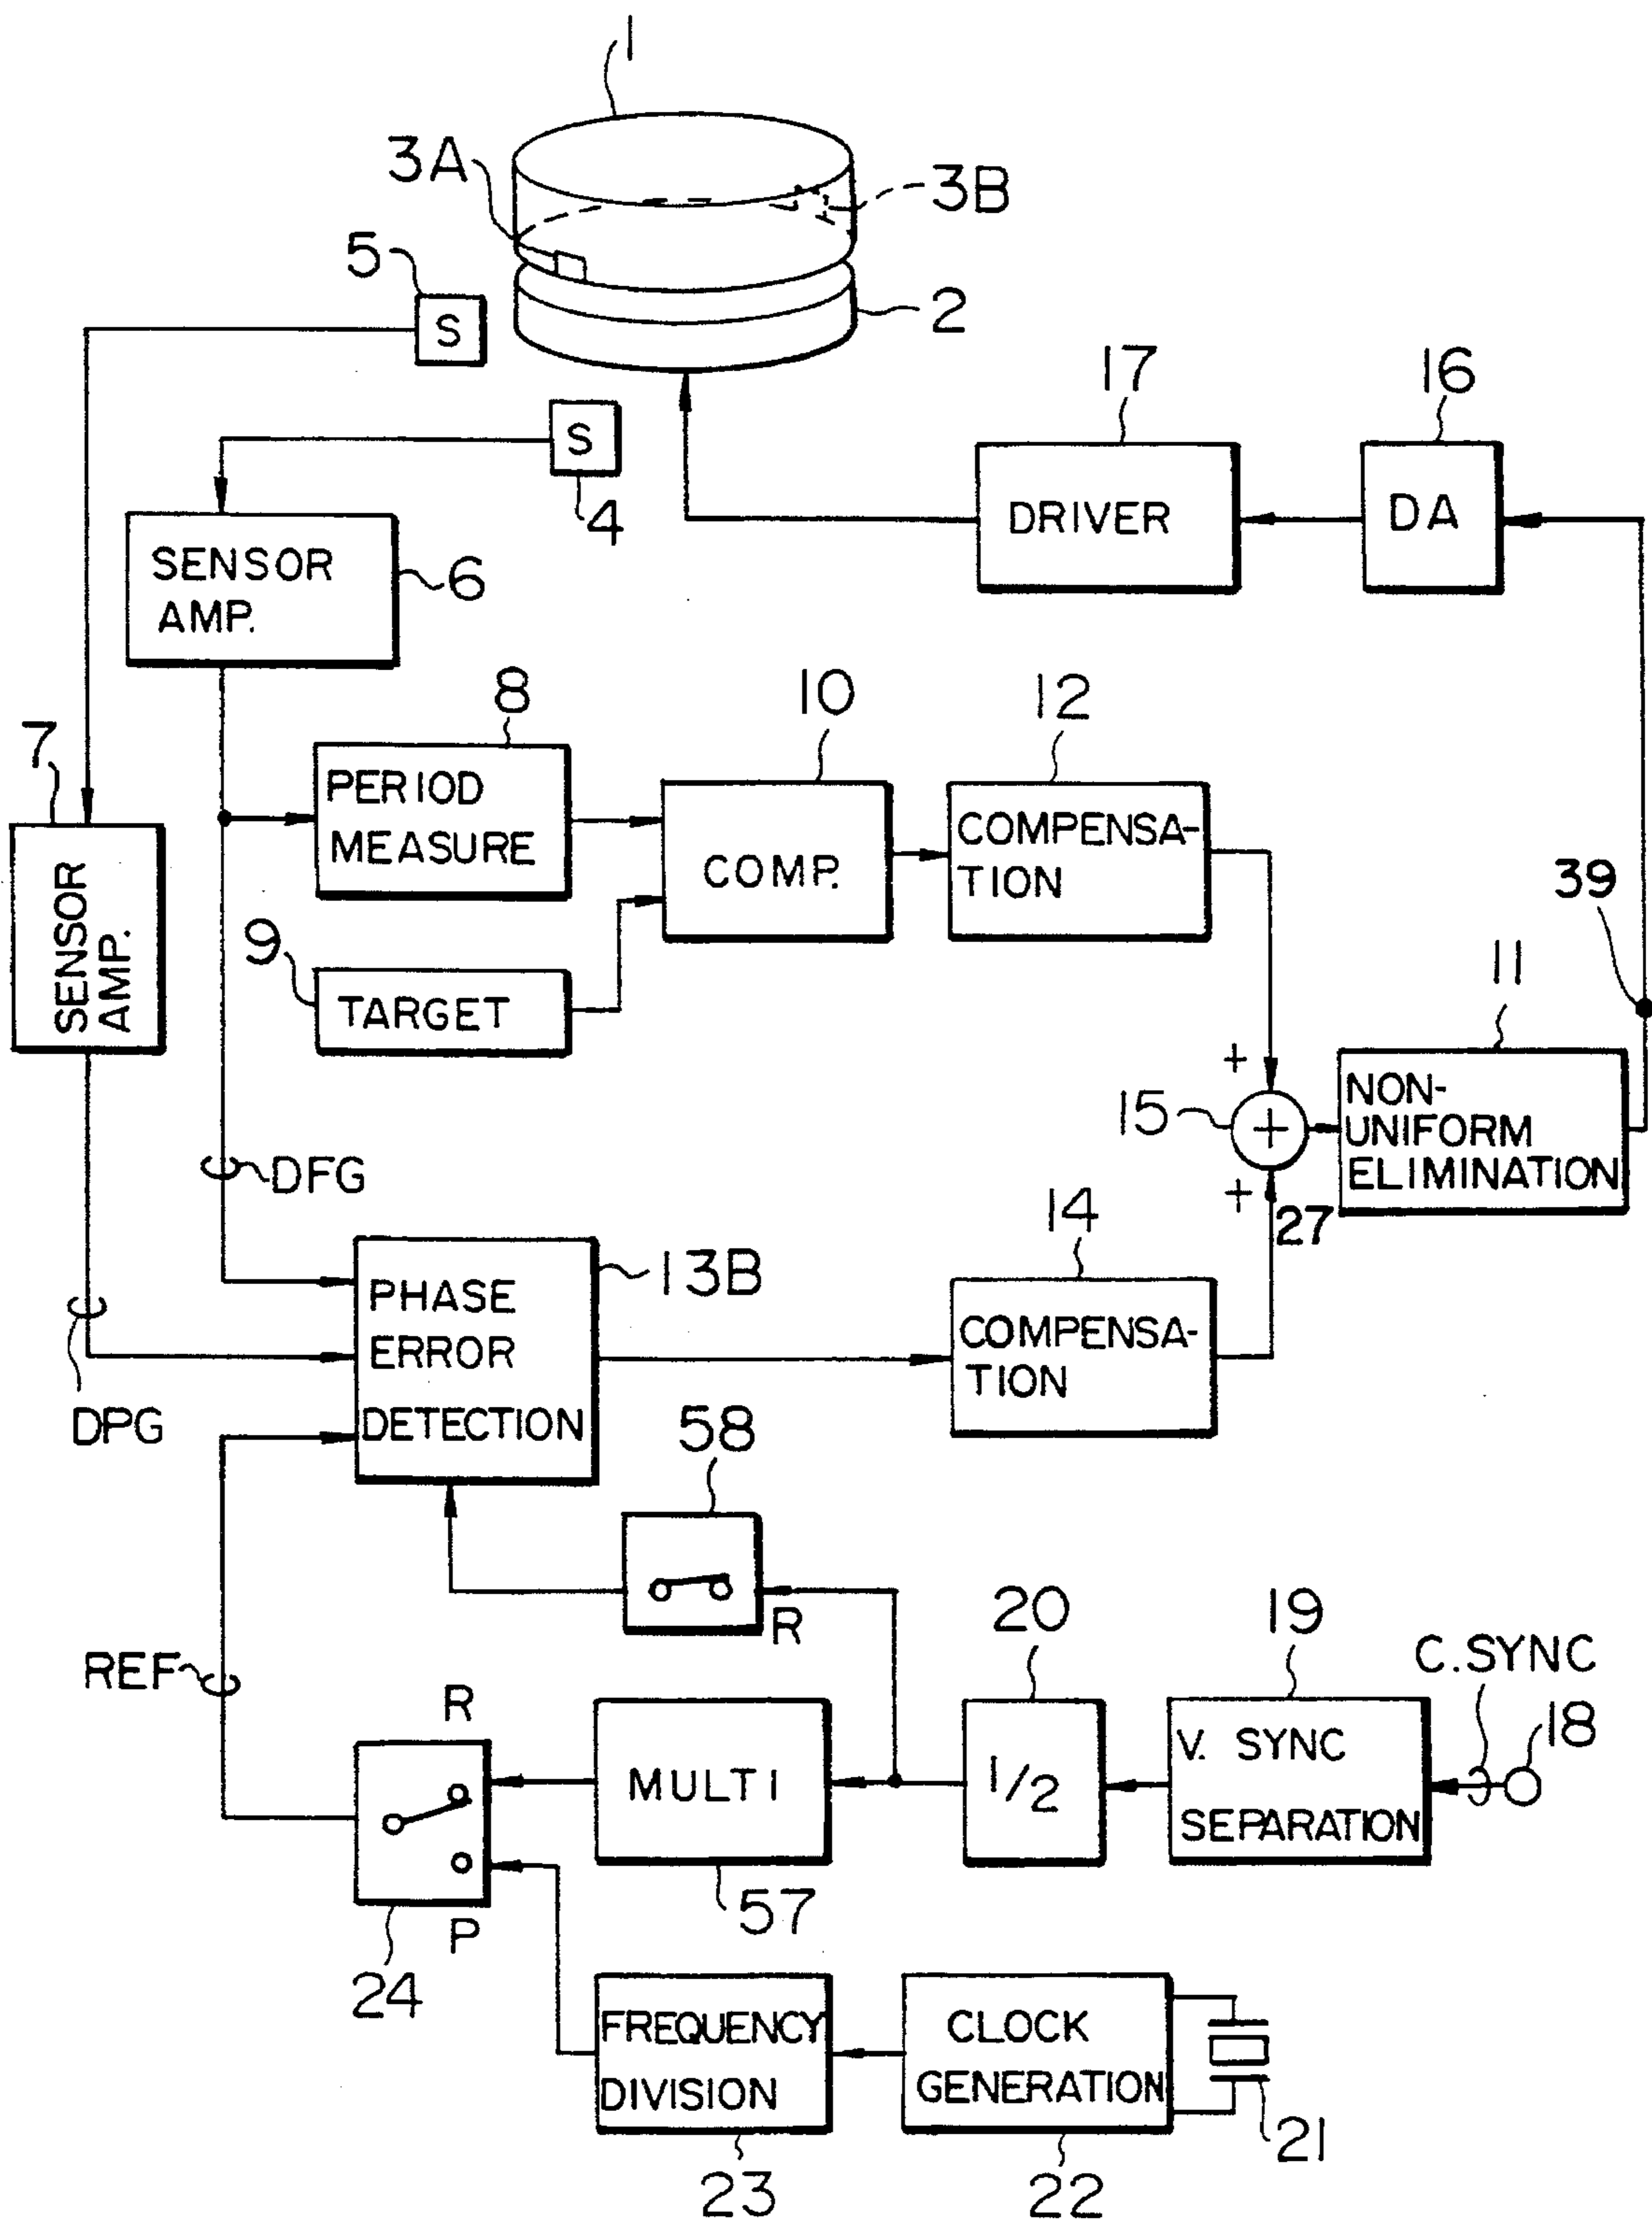 1
3A
3B
5
S
2
17
16
S
4
DRIVER
DA
SENSOR
AMP.
6
8
10
12
7
PERIOD
MEASURE
COMP.
COMPENSA-
TION
39
SENSOR
AMP.
9
TARGET
11
+
15
+
NON-
UNIFORM
ELIMINATION
+
27
DFG
14
13B
PHASE
ERROR
DETECTION
COMPENSA-
TION
DPG
58
R
20
19
C.SYNC
18
REF
R
MULTI
1/2
V. SYNC
SEPARATION
57
P
24
FREQUENCY
DIVISION
CLOCK
GENERATION
21
23
22